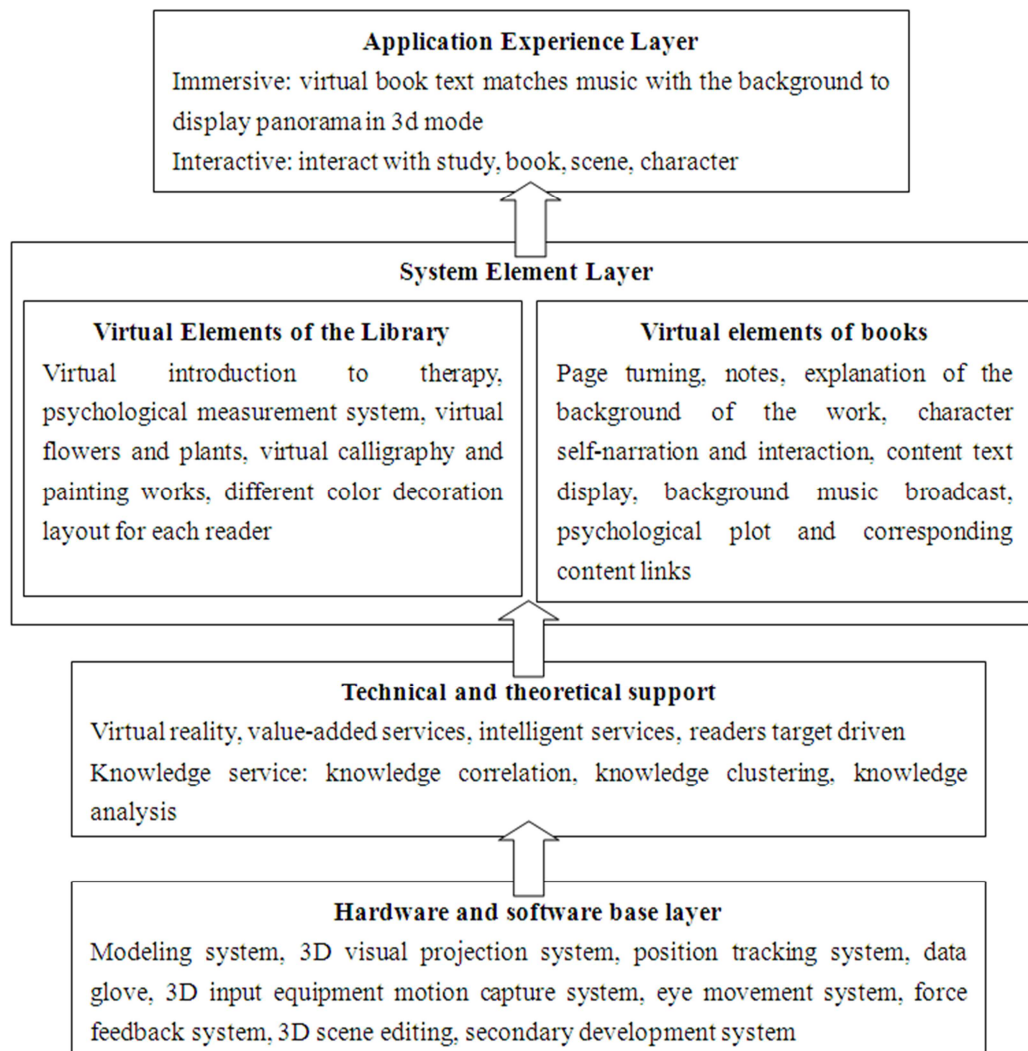 Application Experience Layer
Immersive: virtual book text matches music with the background to
display panorama in 3d mode
Interactive: interact with study, book, scene, character
System Element Layer
Virtual Elements of the Library
Virtual introduction to therapy,
psychological measurement system, virtual
flowers and plants, virtual calligraphy and
painting works, different color decoration
layout for each reader
Virtual elements of books
Page turning, notes, explanation of the
background of the work, character
self-narration and interaction, content text
display, background music broadcast,
psychological plot and corresponding
content links
Technical and theoretical support
Virtual reality, value-added services, intelligent services, readers target driven
Knowledge service: knowledge correlation, knowledge clustering, knowledge
analysis
Hardware and software base layer
Modeling system, 3D visual projection system, position tracking system, data
glove, 3D input equipment motion capture system, eye movement system, force
feedback system, 3D scene editing, secondary development system